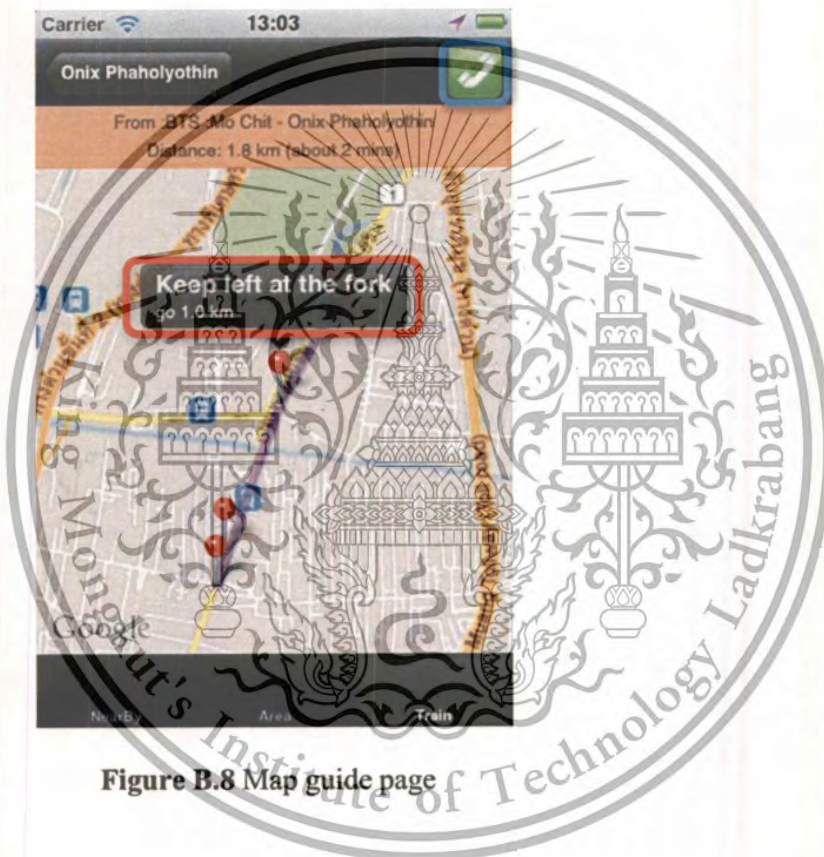 Carrier 13:03
Onix Phaholyothin
From :BTS :Mo Chit - Onix Phaholyothin
Distance: 1.8 km (about 2 mins)
31
Keep left at the fork
go 1.0 km
Google
NearBy Area Train
Figure B.8 Map guide page
King Mongkut's Institute of Technology Ladkrabang